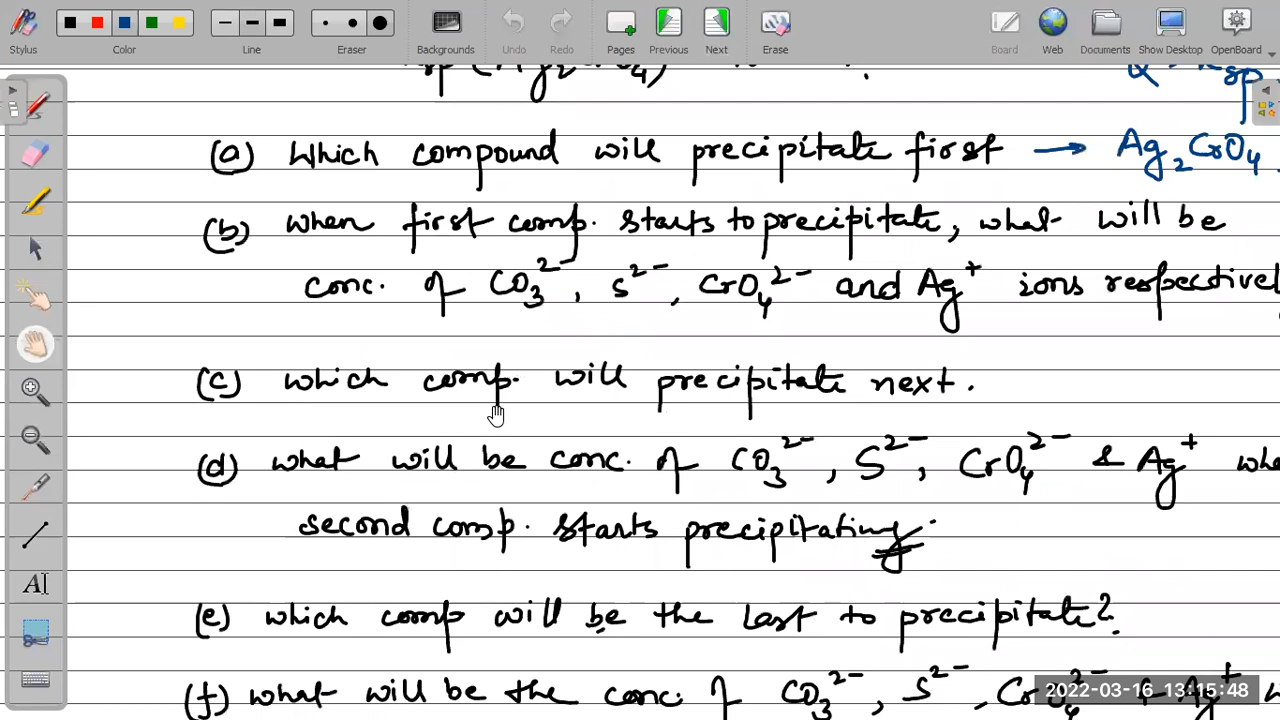 Stylus Color Line Eraser Backgrounds Undo Redo Pages Previous Next Erase Board Web Documents Show Desktop OpenBoard
(a) Which compound will precipitate first → Ag2CrO4
(b) when first comp. starts to precipitate, what will be
conc. of CO3^2-, S^2-, CrO4^2- and Ag+ ions respectively
(c) which comp. will precipitate next.
(d) what will be conc. of CO3^2-, S^2-, CrO4^2- & Ag+
second comp. starts precipitating.
(e) which comp will be the last to precipitate?
(f) what will be the conc. of CO3^2-, S^2-, CrO4^2- & Ag+
2022-03-16 13:15:48